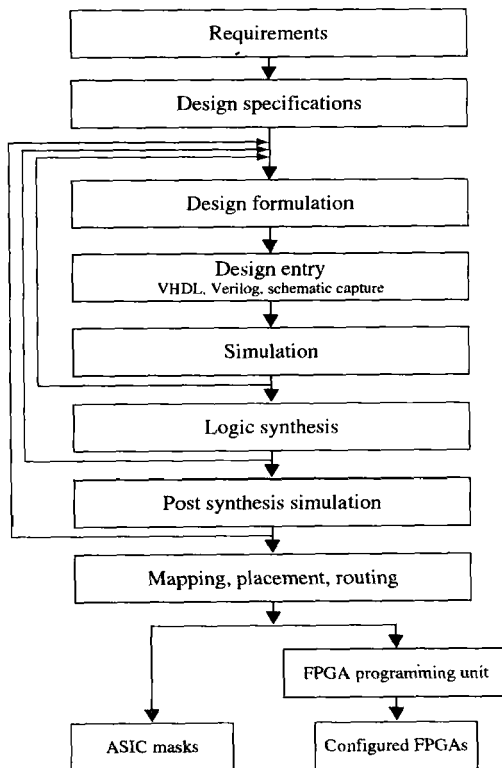 Requirements
Design specifications
Design formulation
Design entry
VHDL, Verilog, schematic capture
Simulation
Logic synthesis
Post synthesis simulation
Mapping, placement, routing
FPGA programming unit
ASIC masks
Configured FPGAs